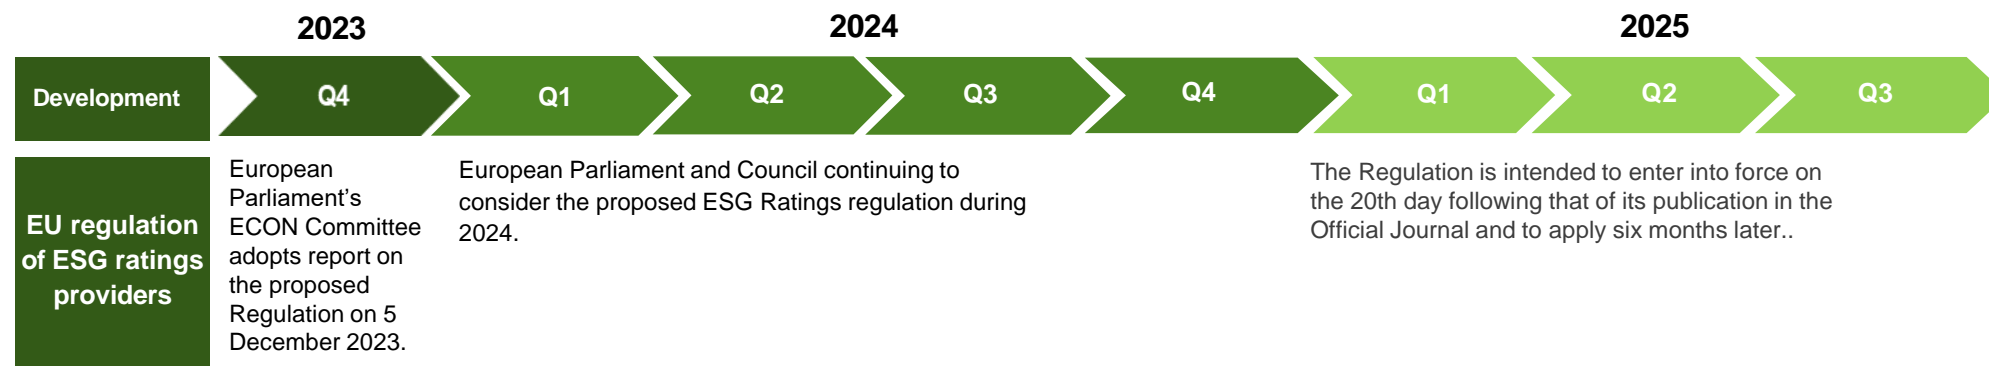 2023
2024
2025
Development
Q4
Q1
Q2
Q3
Q4
Q1
Q2
Q3
EU regulation
of ESG ratings
providers
European
Parliament’s
ECON Committee
adopts report on
the proposed
Regulation on 5
December 2023.
European Parliament and Council continuing to
consider the proposed ESG Ratings regulation during
2024.
The Regulation is intended to enter into force on
the 20th day following that of its publication in the
Official Journal and to apply six months later..